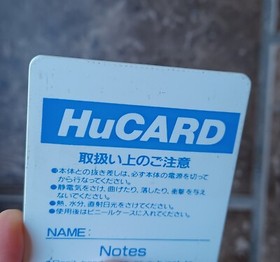 HuCARD
取扱い上のご注意
●本体との抜き差しは、必ず本体の電源を切って
から行なってください。
●静電気をさけ、曲げたり、落したり、衝撃を与え
ないでください。
●熱、水分、直射日光をさけてください。
●使用後はビニールケースに入れてください。
NAME:
Notes